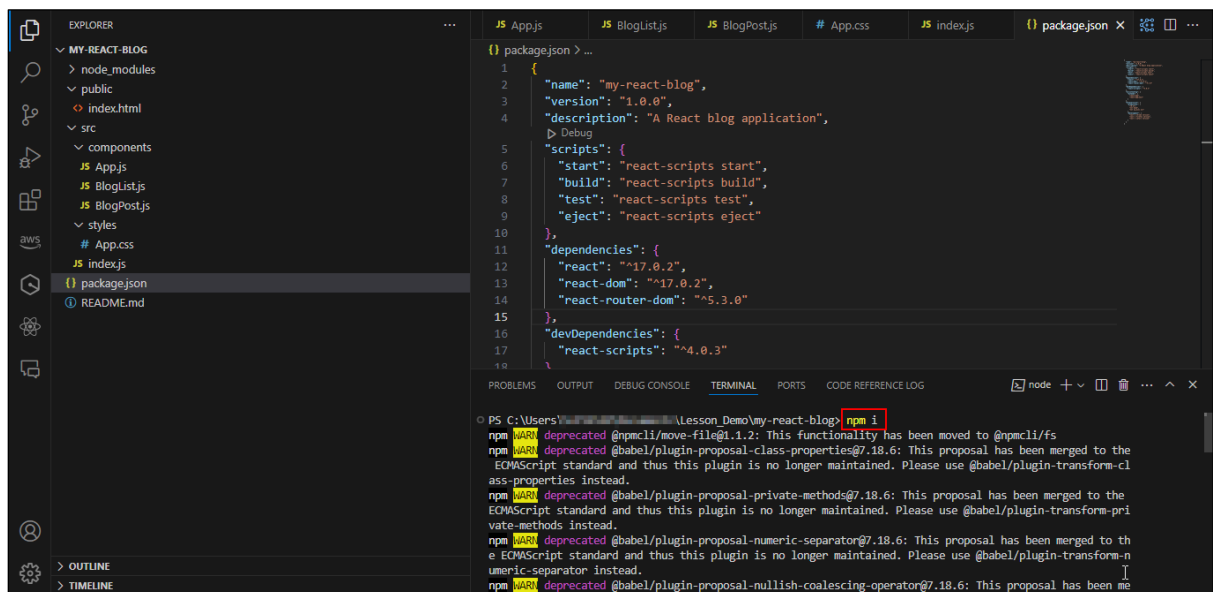 EXPLORER
MY-REACT-BLOG
node_modules
public
index.html
src
components
JS App.js
JS BlogList.js
JS BlogPost.js
styles
# App.css
JS index.js
{} package.json
README.md
OUTLINE
TIMELINE
aws
JS App.js JS BlogList.js JS BlogPost.js # App.css JS index.js {} package.json
{} package.json > ...
1 {
2 "name": "my-react-blog",
3 "version": "1.0.0",
4 "description": "A React blog application",
Debug
5 "scripts": {
6 "start": "react-scripts start",
7 "build": "react-scripts build",
8 "test": "react-scripts test",
9 "eject": "react-scripts eject"
10 },
11 "dependencies": {
12 "react": "^17.0.2",
13 "react-dom": "^17.0.2",
14 "react-router-dom": "^5.3.0"
15 },
16 "devDependencies": {
17 "react-scripts": "^4.0.3"
18 }
PROBLEMS OUTPUT DEBUG CONSOLE TERMINAL PORTS CODE REFERENCE LOG node
PS C:\Users\ \Lesson_Demo\my-react-blog> npm i
npm WARN deprecated @npmcli/move-file@1.1.2: This functionality has been moved to @npmcli/fs
npm WARN deprecated @babel/plugin-proposal-class-properties@7.18.6: This proposal has been merged to the
ECMAScript standard and thus this plugin is no longer maintained. Please use @babel/plugin-transform-cl
ass-properties instead.
npm WARN deprecated @babel/plugin-proposal-private-methods@7.18.6: This proposal has been merged to the
ECMAScript standard and thus this plugin is no longer maintained. Please use @babel/plugin-transform-pri
vate-methods instead.
npm WARN deprecated @babel/plugin-proposal-numeric-separator@7.18.6: This proposal has been merged to th
e ECMAScript standard and thus this plugin is no longer maintained. Please use @babel/plugin-transform-n
umeric-separator instead.
npm WARN deprecated @babel/plugin-proposal-nullish-coalescing-operator@7.18.6: This proposal has been me